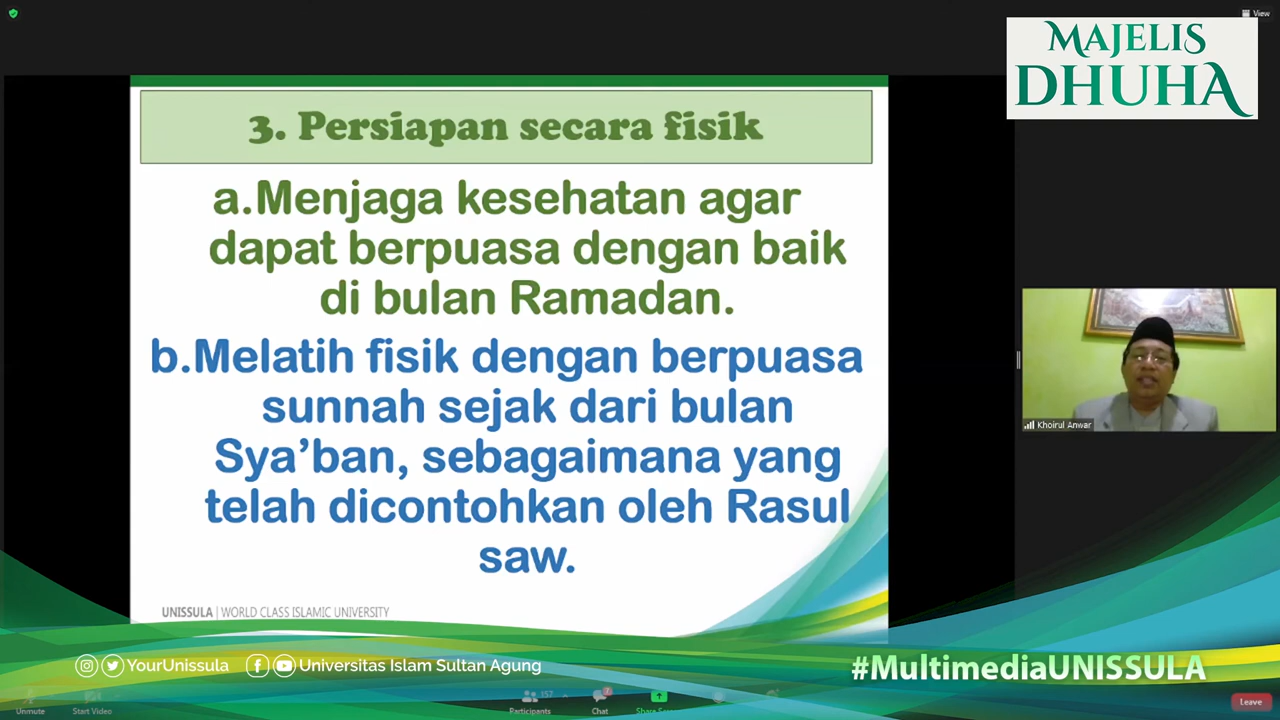 View
MAJELIS
DHUHA
3. Persiapan secara fisik
a.Menjaga kesehatan agar
dapat berpuasa dengan baik
di bulan Ramadan.
b.Melatih fisik dengan berpuasa
sunnah sejak dari bulan
Sya’ban, sebagaimana yang
telah dicontohkan oleh Rasul
saw.
Khoirul Anwar
UNISSULA | WORLD CLASS ISLAMIC UNIVERSITY
YourUnissula
Universitas Islam Sultan Agung
#MultimediaUNISSULA
Unmute
Start Video
157
Participants
Chat
Leave